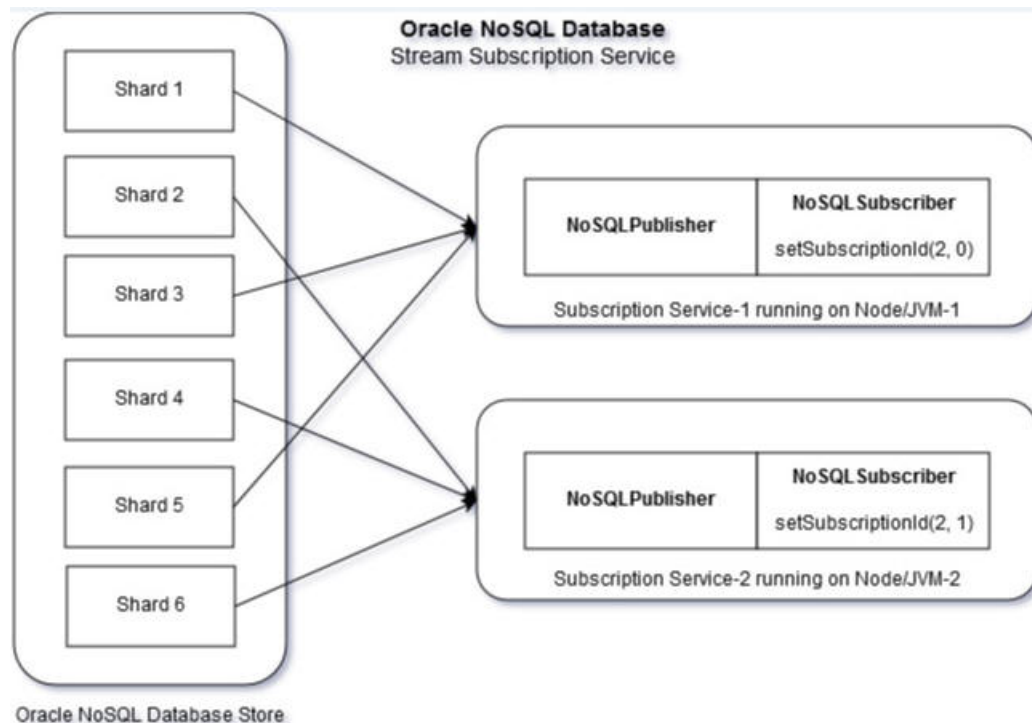 Oracle NoSQL Database
Stream Subscription Service
Shard 1
Shard 2
Shard 3
Shard 4
Shard 5
Shard 6
Oracle NoSQL Database Store
NoSQLPublisher
NoSQLSubscriber
setSubscriptionId(2, 0)
Subscription Service-1 running on Node/JVM-1
NoSQLPublisher
NoSQLSubscriber
setSubscriptionId(2, 1)
Subscription Service-2 running on Node/JVM-2